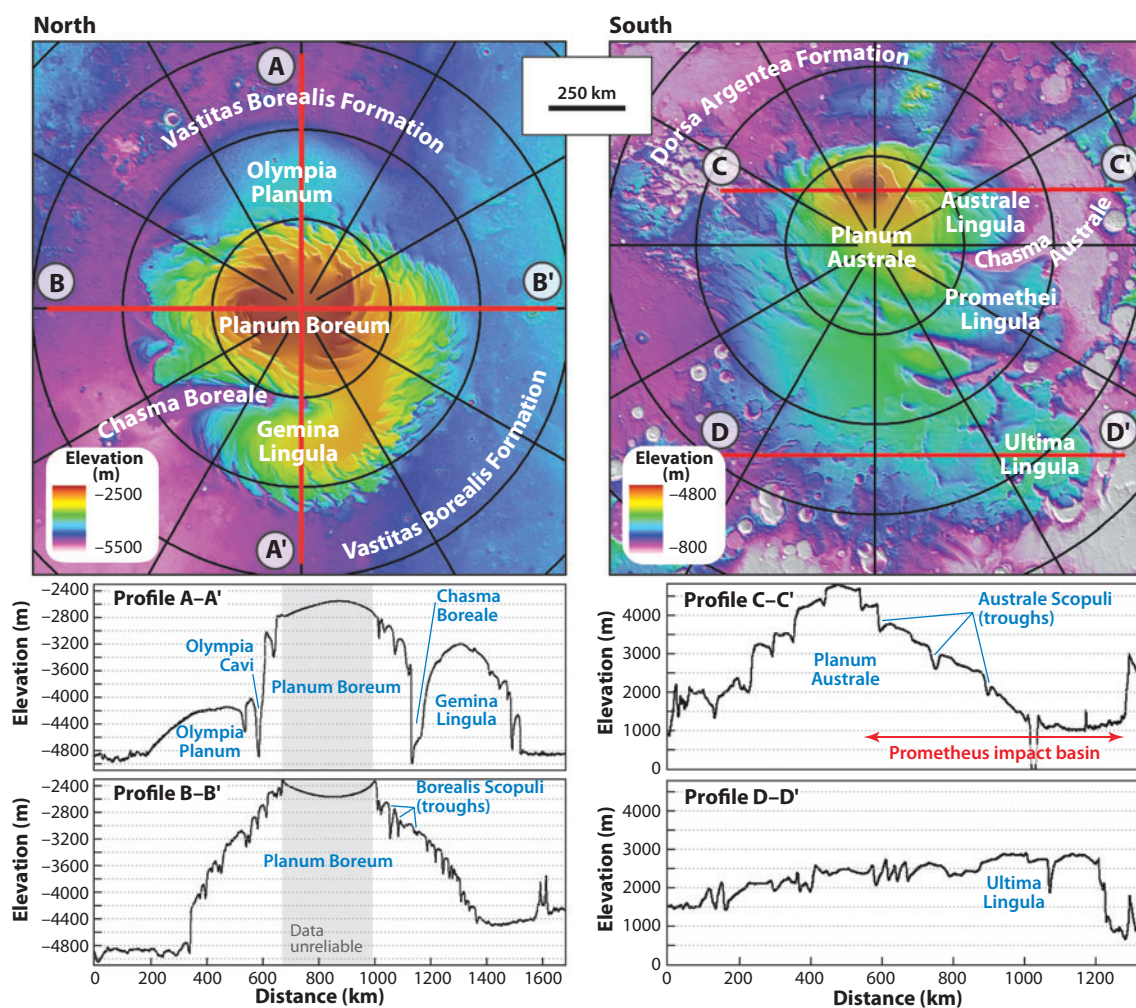 North
South
A
Vastitas Borealis Formation
Olympia
Planum
B
B'
Planum Boreum
Chasma Boreale
Gemina
Lingula
Vastitas Borealis Formation
A'
Elevation
(m)
–2500
–5500
250 km
Dorsa Argentea Formation
C
C'
Australe
Lingula
Planum
Australe
Chasma
Australe
Promethei
Lingula
D
D'
Ultima
Lingula
Elevation
(m)
–4800
–800
Profile A–A'
Elevation (m)
–2400
–2800
–3200
–3600
–4000
–4400
–4800
Olympia
Cavi
Olympia
Planum
Planum Boreum
Chasma
Boreale
Gemina
Lingula
Profile B–B'
Elevation (m)
–2400
–2800
–3200
–3600
–4000
–4400
–4800
Borealis Scopuli
(troughs)
Planum Boreum
Data
unreliable
0 200 400 600 800 1000 1200 1400 1600
Distance (km)
Profile C–C'
Elevation (m)
4000
3000
2000
1000
0
Australe Scopuli
(troughs)
Planum
Australe
Prometheus impact basin
Profile D–D'
Elevation (m)
4000
3000
2000
1000
0
Ultima
Lingula
0 200 400 600 800 1000 1200
Distance (km)